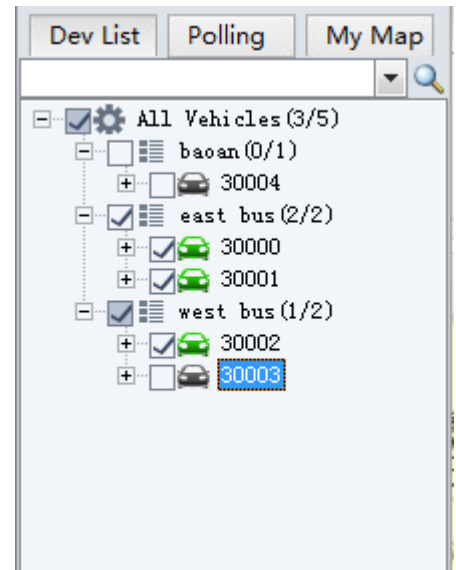 Dev List Polling My Map
All Vehicles(3/5)
baoan(0/1)
30004
east bus(2/2)
30000
30001
west bus(1/2)
30002
30003